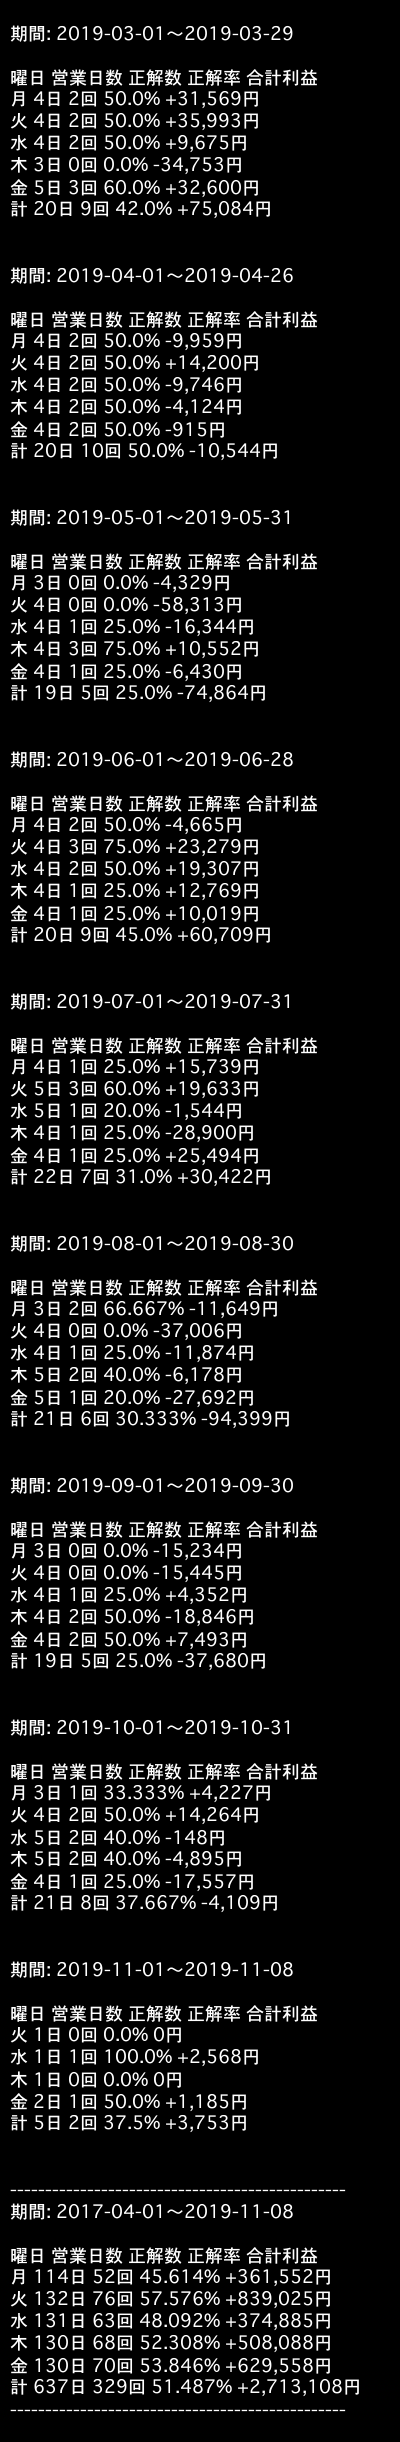 期間: 2019-03-01～2019-03-29
曜日 営業日数 正解数 正解率 合計利益
月 4日 2回 50.0% +31,569円
火 4日 2回 50.0% +35,993円
水 4日 2回 50.0% +9,675円
木 3日 0回 0.0% -34,753円
金 5日 3回 60.0% +32,600円
計 20日 9回 42.0% +75,084円
期間: 2019-04-01～2019-04-26
曜日 営業日数 正解数 正解率 合計利益
月 4日 2回 50.0% -9,959円
火 4日 2回 50.0% +14,200円
水 4日 2回 50.0% -9,746円
木 4日 2回 50.0% -4,124円
金 4日 2回 50.0% -915円
計 20日 10回 50.0% -10,544円
期間: 2019-05-01～2019-05-31
曜日 営業日数 正解数 正解率 合計利益
月 3日 0回 0.0% -4,329円
火 4日 0回 0.0% -58,313円
水 4日 1回 25.0% -16,344円
木 4日 3回 75.0% +10,552円
金 4日 1回 25.0% -6,430円
計 19日 5回 25.0% -74,864円
期間: 2019-06-01～2019-06-28
曜日 営業日数 正解数 正解率 合計利益
月 4日 2回 50.0% -4,665円
火 4日 3回 75.0% +23,279円
水 4日 2回 50.0% +19,307円
木 4日 1回 25.0% +12,769円
金 4日 1回 25.0% +10,019円
計 20日 9回 45.0% +60,709円
期間: 2019-07-01～2019-07-31
曜日 営業日数 正解数 正解率 合計利益
月 4日 1回 25.0% +15,739円
火 5日 3回 60.0% +19,633円
水 5日 1回 20.0% -1,544円
木 4日 1回 25.0% -28,900円
金 4日 1回 25.0% +25,494円
計 22日 7回 31.0% +30,422円
期間: 2019-08-01～2019-08-30
曜日 営業日数 正解数 正解率 合計利益
月 3日 2回 66.667% -11,649円
火 4日 0回 0.0% -37,006円
水 4日 1回 25.0% -11,874円
木 5日 2回 40.0% -6,178円
金 5日 1回 20.0% -27,692円
計 21日 6回 30.333% -94,399円
期間: 2019-09-01～2019-09-30
曜日 営業日数 正解数 正解率 合計利益
月 3日 0回 0.0% -15,234円
火 4日 0回 0.0% -15,445円
水 4日 1回 25.0% +4,352円
木 4日 2回 50.0% -18,846円
金 4日 2回 50.0% +7,493円
計 19日 5回 25.0% -37,680円
期間: 2019-10-01～2019-10-31
曜日 営業日数 正解数 正解率 合計利益
月 3日 1回 33.333% +4,227円
火 4日 2回 50.0% +14,264円
水 5日 2回 40.0% -148円
木 5日 2回 40.0% -4,895円
金 4日 1回 25.0% -17,557円
計 21日 8回 37.667% -4,109円
期間: 2019-11-01～2019-11-08
曜日 営業日数 正解数 正解率 合計利益
火 1日 0回 0.0% 0円
水 1日 1回 100.0% +2,568円
木 1日 0回 0.0% 0円
金 2日 1回 50.0% +1,185円
計 5日 2回 37.5% +3,753円
------------------------------------------------
期間: 2017-04-01～2019-11-08
曜日 営業日数 正解数 正解率 合計利益
月 114日 52回 45.614% +361,552円
火 132日 76回 57.576% +839,025円
水 131日 63回 48.092% +374,885円
木 130日 68回 52.308% +508,088円
金 130日 70回 53.846% +629,558円
計 637日 329回 51.487% +2,713,108円
------------------------------------------------